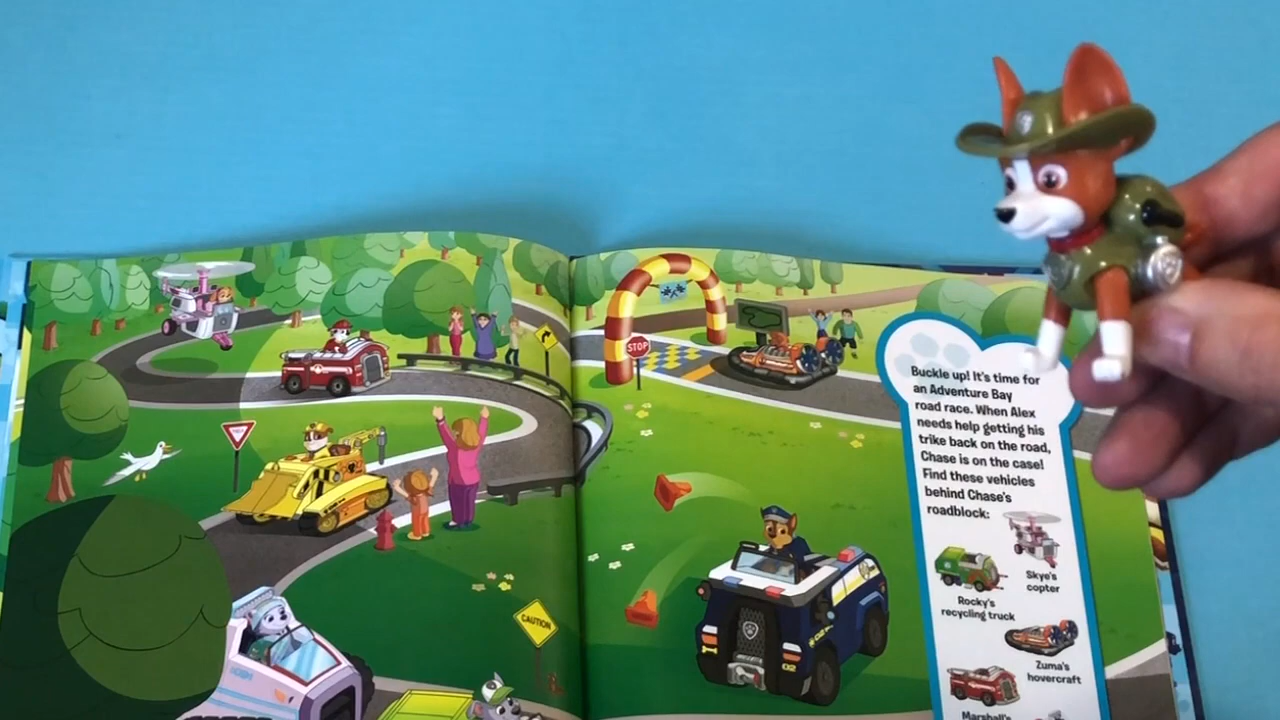 STOP
CAUTION
Buckle up! It's time for
an Adventure Bay
road race. When Alex
needs help getting his
trike back on the road,
Chase is on the case!
Find these vehicles
behind Chase's
roadblock:
Skye's
copter
Rocky's
recycling truck
Zuma's
hovercraft
Marshall's
02